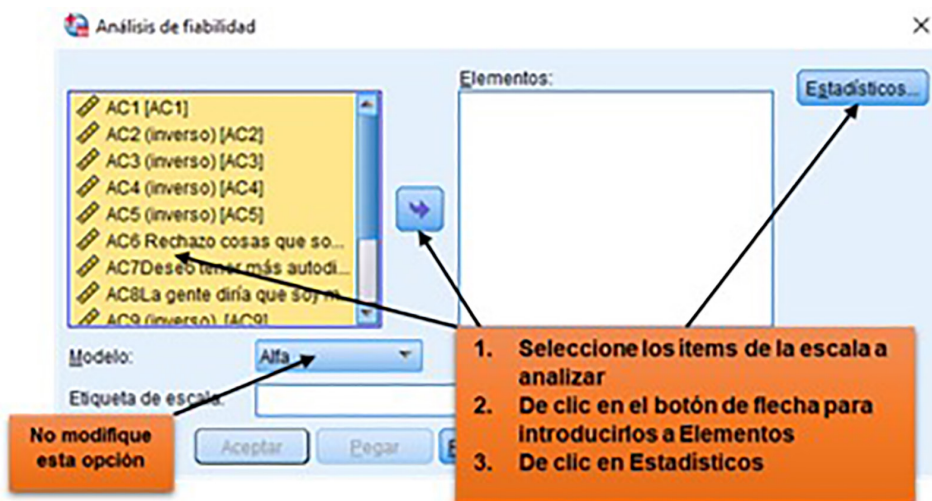 Análisis de fiabilidad
Elementos:
Estadísticos...
AC1 [AC1]
AC2 (inverso) [AC2]
AC3 (inverso) [AC3]
AC4 (inverso) [AC4]
AC5 (inverso) [AC5]
AC6 Rechazo cosas que so...
AC7Deseo tener más autodi...
AC8La gente diría que soy m...
AC9 (inverso) [AC9]
Modelo:
Alfa
Etiqueta de escala:
Aceptar
Pegar
No modifique
esta opción
1. Seleccione los ítems de la escala a
analizar
2. De clic en el botón de flecha para
introducirlos a Elementos
3. De clic en Estadísticos